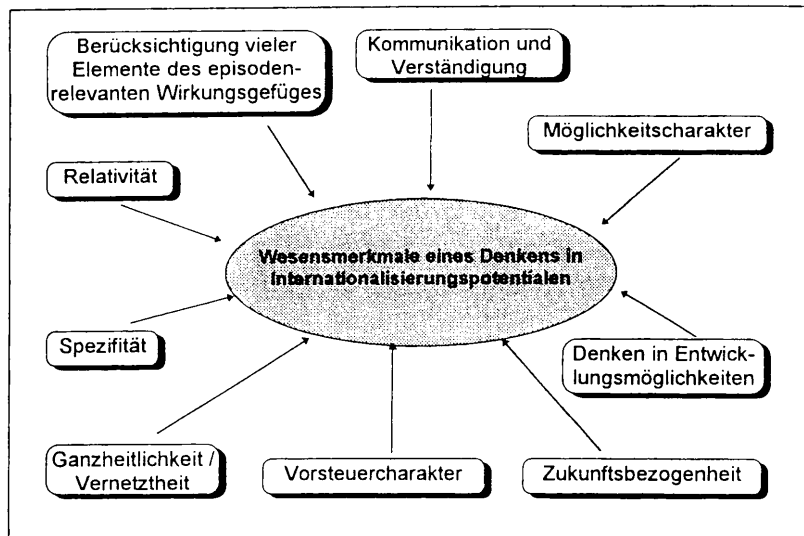 Berücksichtigung vieler
Elemente des episoden-
relevanten Wirkungsgefüges
Kommunikation und
Verständigung
Möglichkeitscharakter
Relativität
Wesensmerkmale eines Denkens in
Internationalisierungspotentialen
Spezifität
Denken in Entwick-
lungsmöglichkeiten
Ganzheitlichkeit /
Vernetztheit
Vorsteuercharakter
Zukunftsbezogenheit